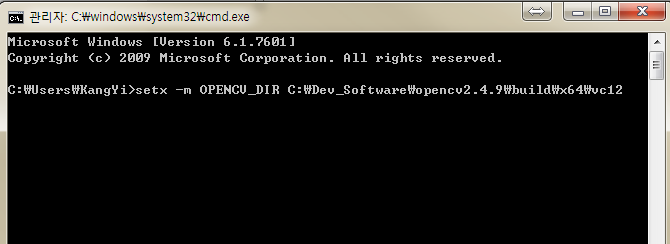 관리자: C:₩windows₩system32₩cmd.exe
Microsoft Windows [Version 6.1.7601]
Copyright (c) 2009 Microsoft Corporation. All rights reserved.
C:₩Users₩KangYi>setx -m OPENCV_DIR C:₩Dev_Software₩opencv2.4.9₩build₩x64₩vc12